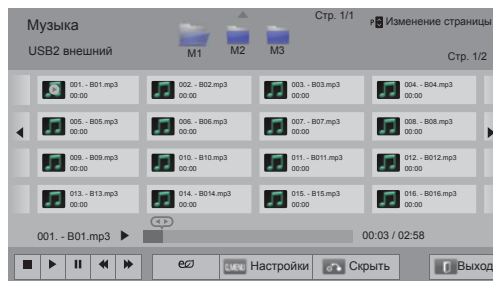 Музыка
Стр. 1/1
P Изменение страницы
USB2 внешний
M1 M2 M3
Стр. 1/2
001. - B01.mp3 00:00
002. - B02.mp3 00:00
003. - B03.mp3 00:00
004. - B04.mp3 00:00
005. - B05.mp3 00:00
006. - B06.mp3 00:00
007. - B07.mp3 00:00
008. - B08.mp3 00:00
009. - B09.mp3 00:00
010. - B10.mp3 00:00
011. - B011.mp3 00:00
012. - B012.mp3 00:00
013. - B13.mp3 00:00
014. - B014.mp3 00:00
015. - B15.mp3 00:00
016. - B016.mp3 00:00
001. - B01.mp3
00:03 / 02:58
Q.MENU Настройки
Скрыть
Выход